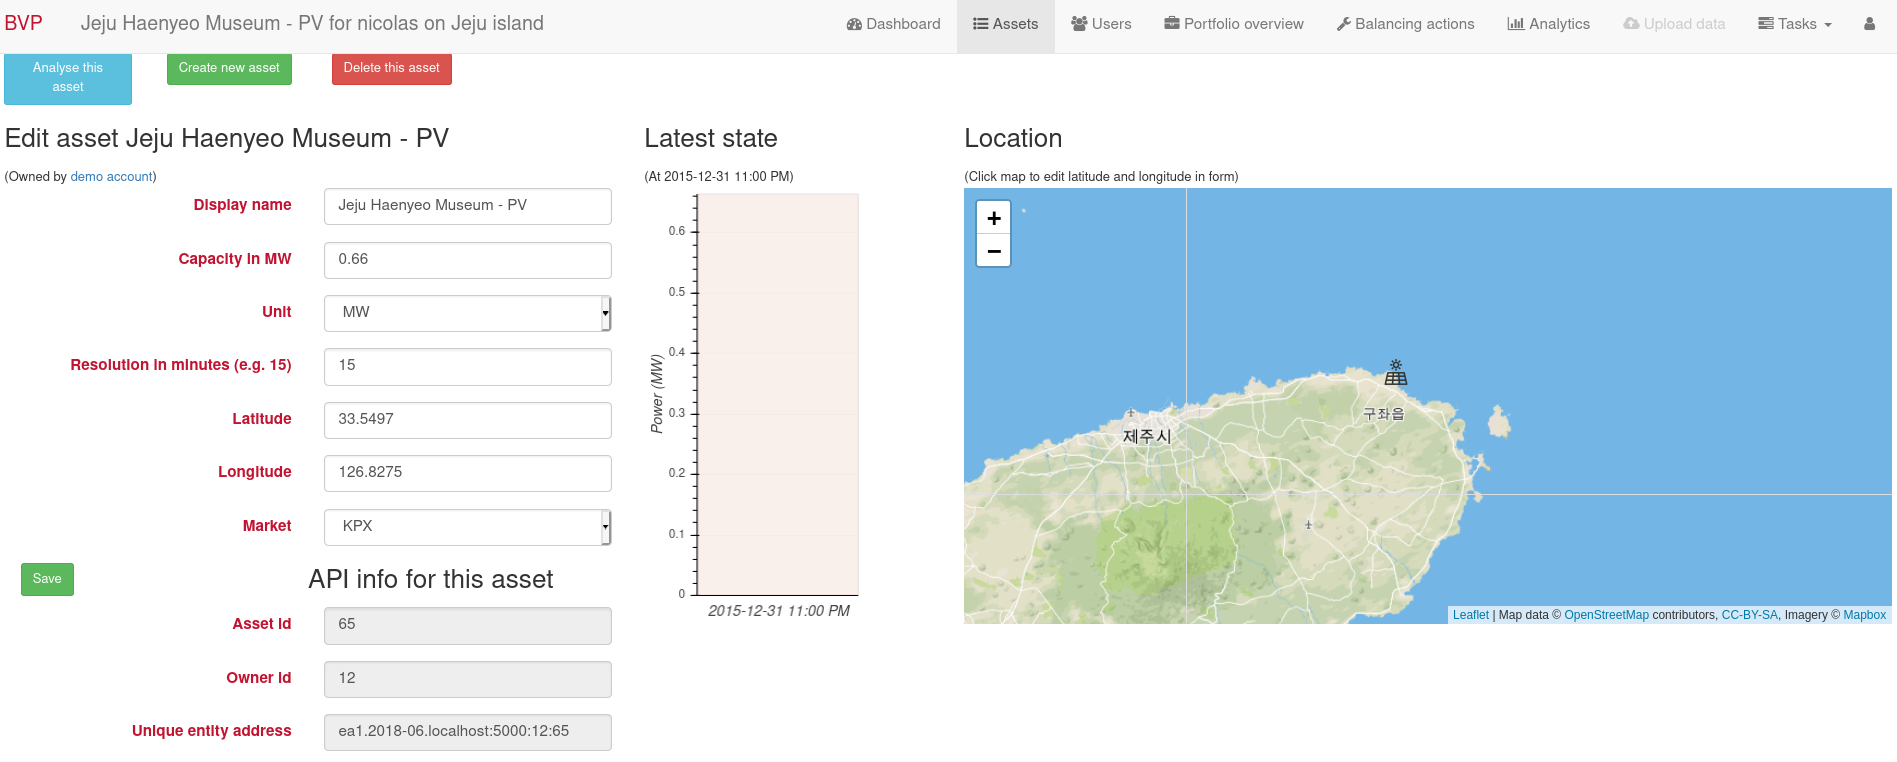 BVP Jeju Haenyeo Museum - PV for nicolas on Jeju island Dashboard Assets Users Portfolio overview Balancing actions Analytics Upload data Tasks
Analyse this
asset
Create new asset
Delete this asset
Edit asset Jeju Haenyeo Museum - PV
(Owned by demo account)
Display name Jeju Haenyeo Museum - PV
Capacity in MW 0.66
Unit MW
Resolution in minutes (e.g. 15) 15
Latitude 33.5497
Longitude 126.8275
Market KPX
Save
API info for this asset
Asset Id 65
Owner Id 12
Unique entity address ea1.2018-06.localhost:5000:12:65
Latest state
(At 2015-12-31 11:00 PM)
0.6
0.5
0.4
0.3
0.2
0.1
0
Power (MW)
2015-12-31 11:00 PM
Location
(Click map to edit latitude and longitude in form)
+
−
구좌읍
제주시
Leaflet | Map data © OpenStreetMap contributors, CC-BY-SA, Imagery © Mapbox